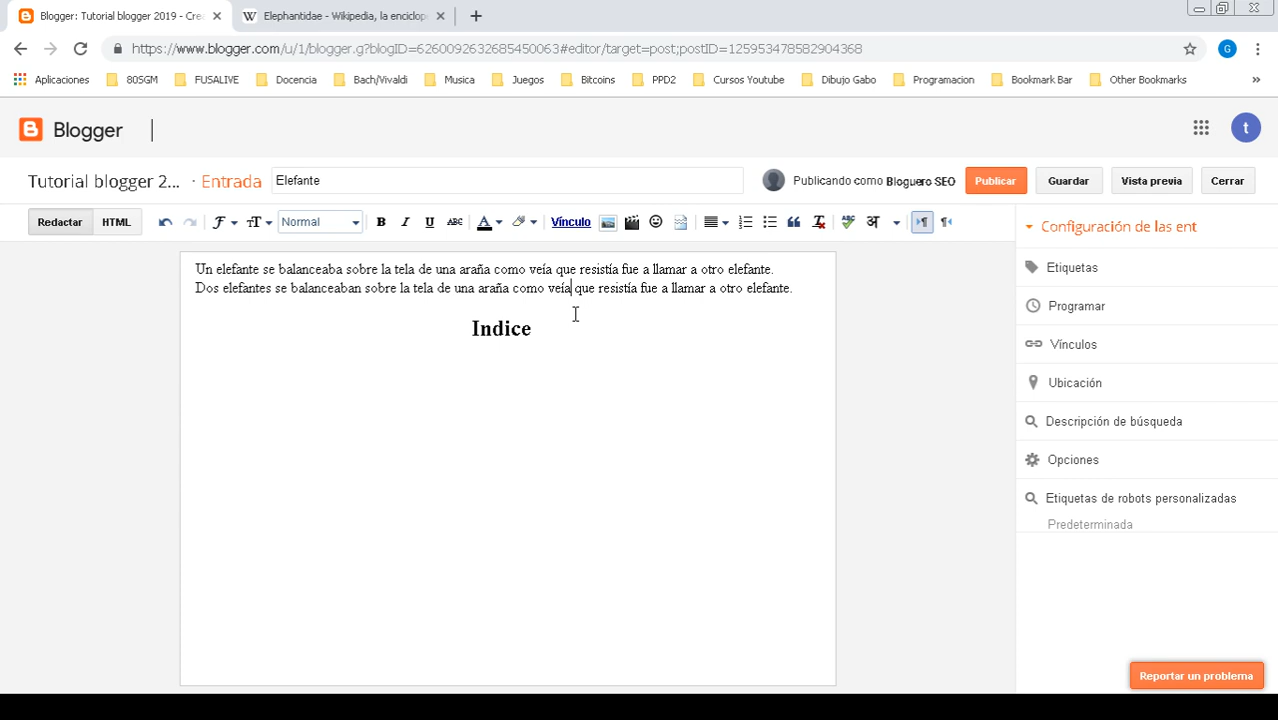 Blogger: Tutorial blogger 2019 - Cre
Elephantidae - Wikipedia, la enciclop
https://www.blogger.com/u/1/blogger.g?blogID=6260092632685450063#editor/target=post;postID=125953478582904368
G
Aplicaciones 80SGM FUSALIVE Docencia Bach/Vivaldi Musica Juegos Bitcoins PPD2 Cursos Youtube Dibujo Gabo Programacion Bookmark Bar Other Bookmarks
Blogger
t
Tutorial blogger 2... · Entrada Elefante Publicando como Bloguero SEO Publicar Guardar Vista previa Cerrar
Redactar HTML Normal B I U ABC A Vínculo
Configuración de las ent
Un elefante se balanceaba sobre la tela de una araña como veía que resistía fue a llamar a otro elefante.
Dos elefantes se balanceaban sobre la tela de una araña como veía que resistía fue a llamar a otro elefante.
Indice
Etiquetas
Programar
Vínculos
Ubicación
Descripción de búsqueda
Opciones
Etiquetas de robots personalizadas
Predeterminada
Reportar un problema